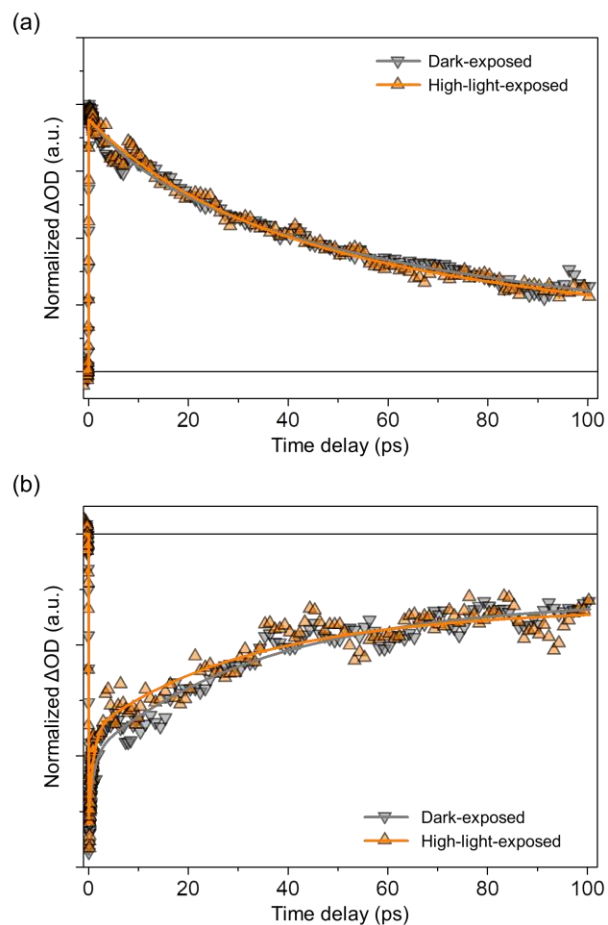 (a)
Dark-exposed
High-light-exposed
Normalized ΔOD (a.u.)
0 20 40 60 80 100
Time delay (ps)
(b)
Normalized ΔOD (a.u.)
Dark-exposed
High-light-exposed
0 20 40 60 80 100
Time delay (ps)